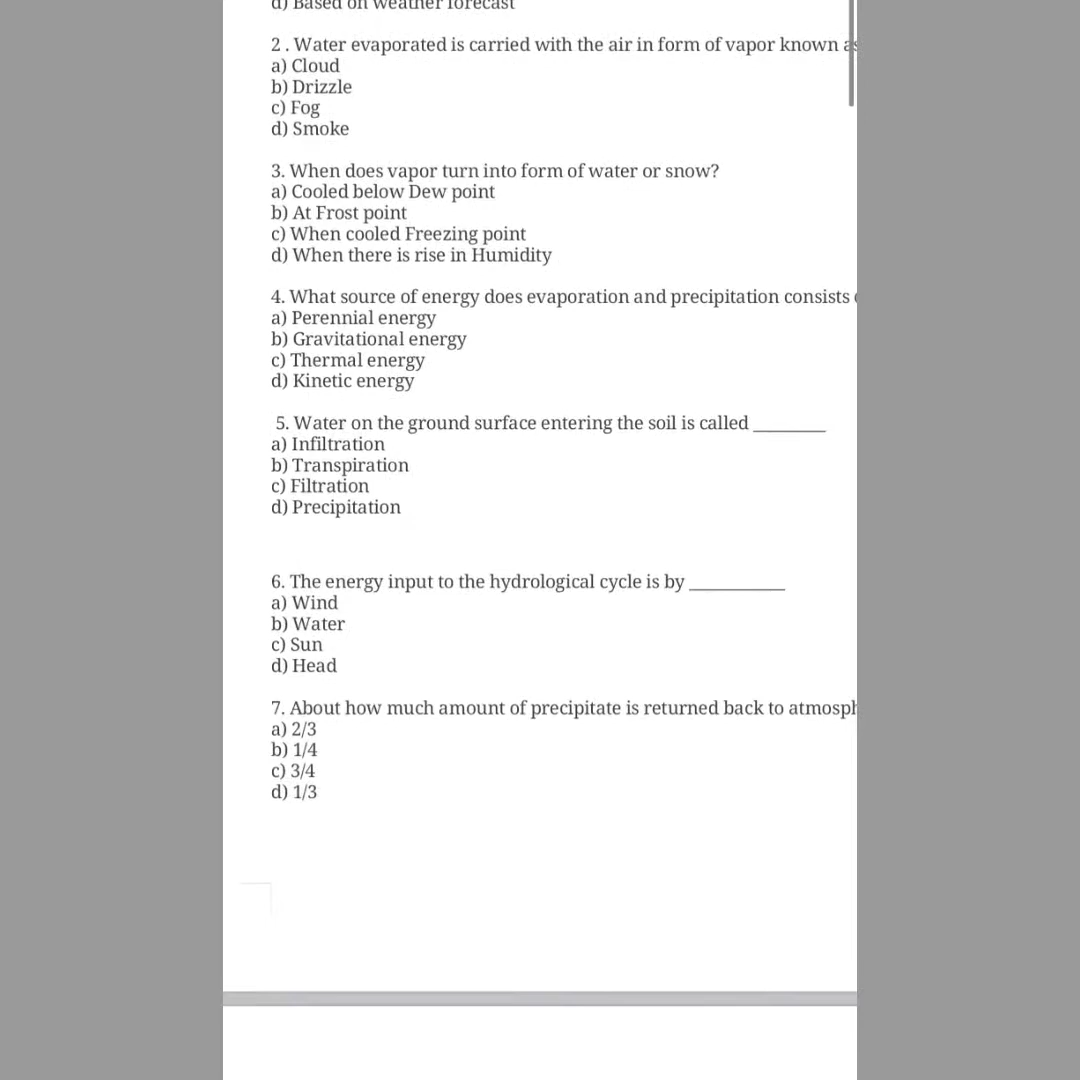 d) Based on weather forecast
2 . Water evaporated is carried with the air in form of vapor known as
a) Cloud
b) Drizzle
c) Fog
d) Smoke
3. When does vapor turn into form of water or snow?
a) Cooled below Dew point
b) At Frost point
c) When cooled Freezing point
d) When there is rise in Humidity
4. What source of energy does evaporation and precipitation consists
a) Perennial energy
b) Gravitational energy
c) Thermal energy
d) Kinetic energy
5. Water on the ground surface entering the soil is called ________
a) Infiltration
b) Transpiration
c) Filtration
d) Precipitation
6. The energy input to the hydrological cycle is by __________
a) Wind
b) Water
c) Sun
d) Head
7. About how much amount of precipitate is returned back to
a) 2/3
b) 1/4
c) 3/4
d) 1/3